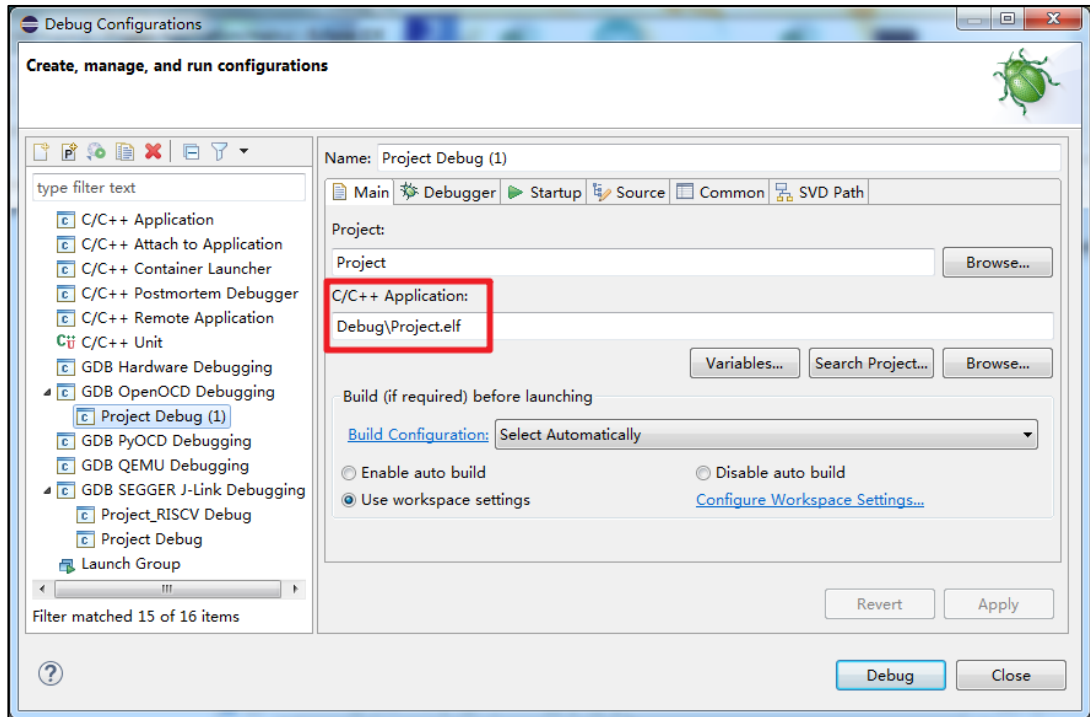 Debug Configurations
Create, manage, and run configurations
type filter text
C/C++ Application
C/C++ Attach to Application
C/C++ Container Launcher
C/C++ Postmortem Debugger
C/C++ Remote Application
C/C++ Unit
GDB Hardware Debugging
GDB OpenOCD Debugging
Project Debug (1)
GDB PyOCD Debugging
GDB QEMU Debugging
GDB SEGGER J-Link Debugging
Project_RISCV Debug
Project Debug
Launch Group
Filter matched 15 of 16 items
Name: Project Debug (1)
Main Debugger Startup Source Common SVD Path
Project:
Project Browse...
C/C++ Application:
Debug\Project.elf
Variables... Search Project... Browse...
Build (if required) before launching
Build Configuration: Select Automatically
Enable auto build Disable auto build
Use workspace settings Configure Workspace Settings...
Revert Apply
Debug Close